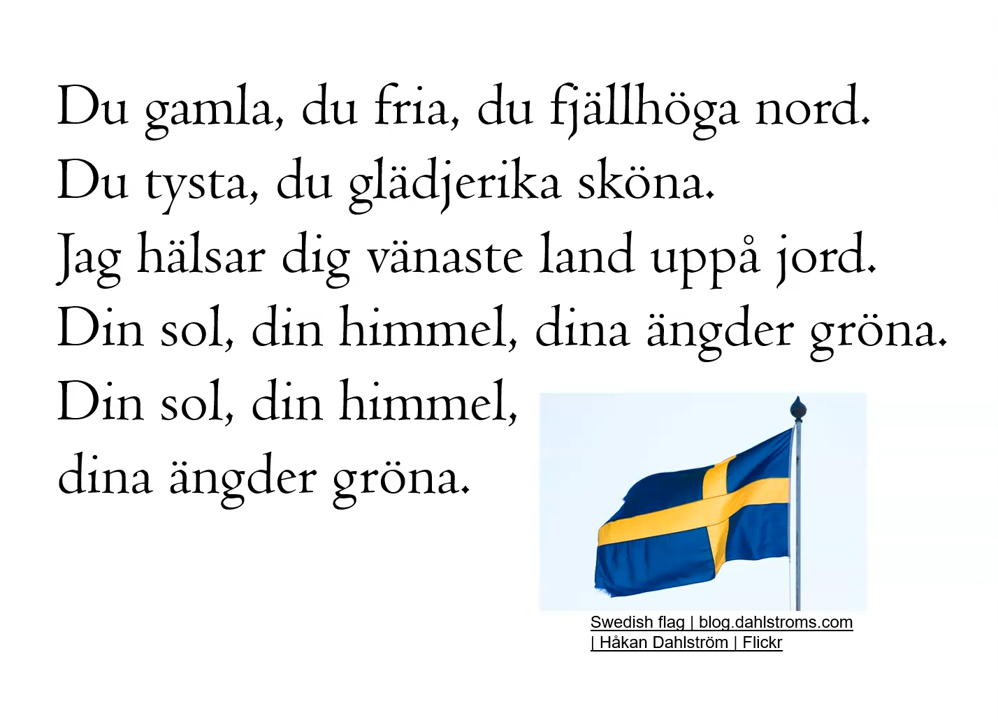 Du gamla, du fria, du fjällhöga nord.
Du tysta, du glädjerika sköna.
Jag hälsar dig vänaste land uppå jord.
Din sol, din himmel, dina ängder gröna.
Din sol, din himmel,
dina ängder gröna.
Swedish flag | blog.dahlstroms.com
| Håkan Dahlström | Flickr